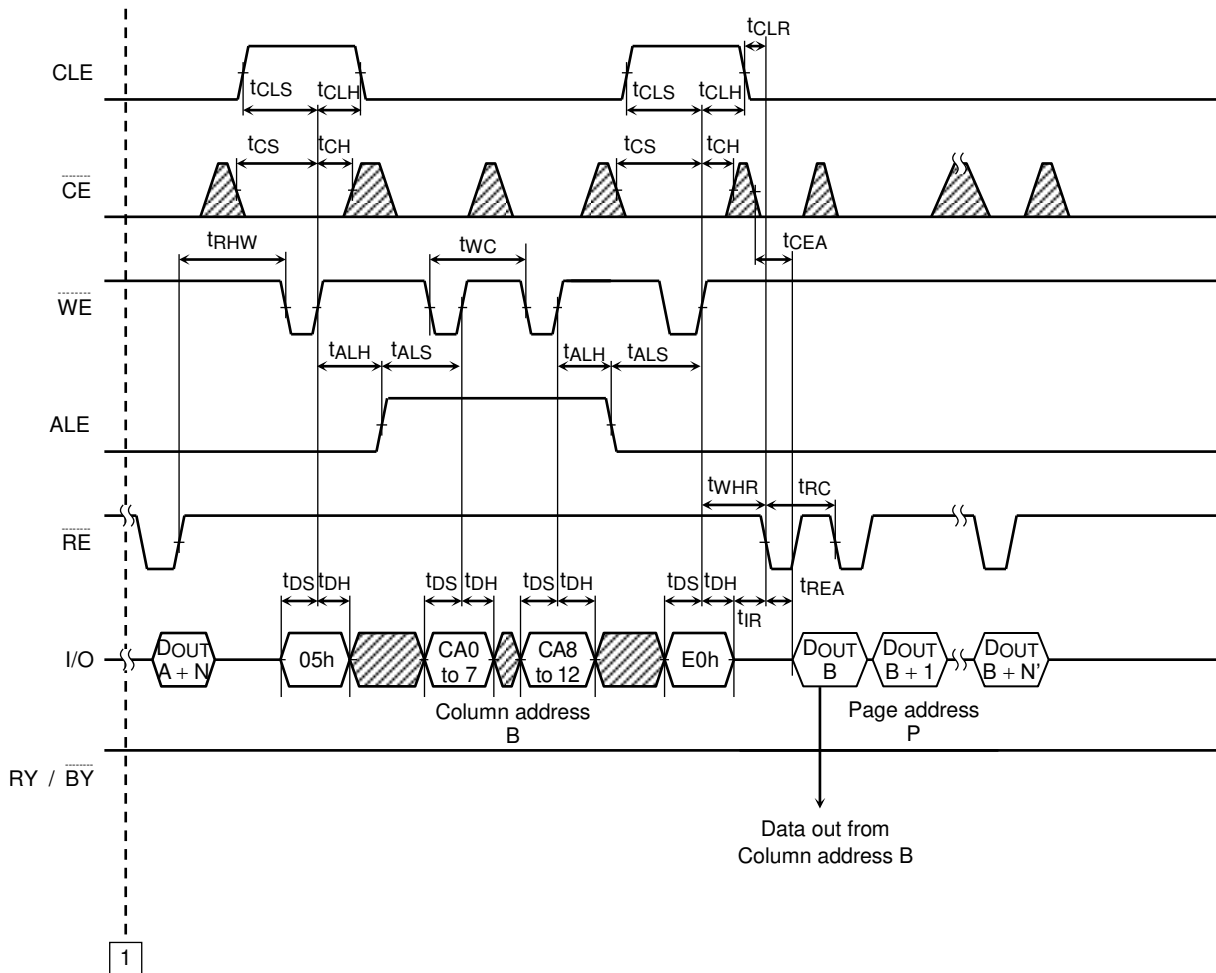 tCLR
CLE
tCLS tCLH tCLS tCLH
tCS tCH tCS tCH
CE
tRHW tWC tCEA
WE
tALH tALS tALH tALS
ALE
tWHR tRC
RE
tDS tDH tDS tDH tDS tDH tDS tDH tREA
tIR
I/O
DOUT
A + N
05h
CA0
to 7
CA8
to 12
E0h
DOUT
B
DOUT
B + 1
DOUT
B + N'
Column address
B
Page address
P
RY / BY
Data out from
Column address B
1